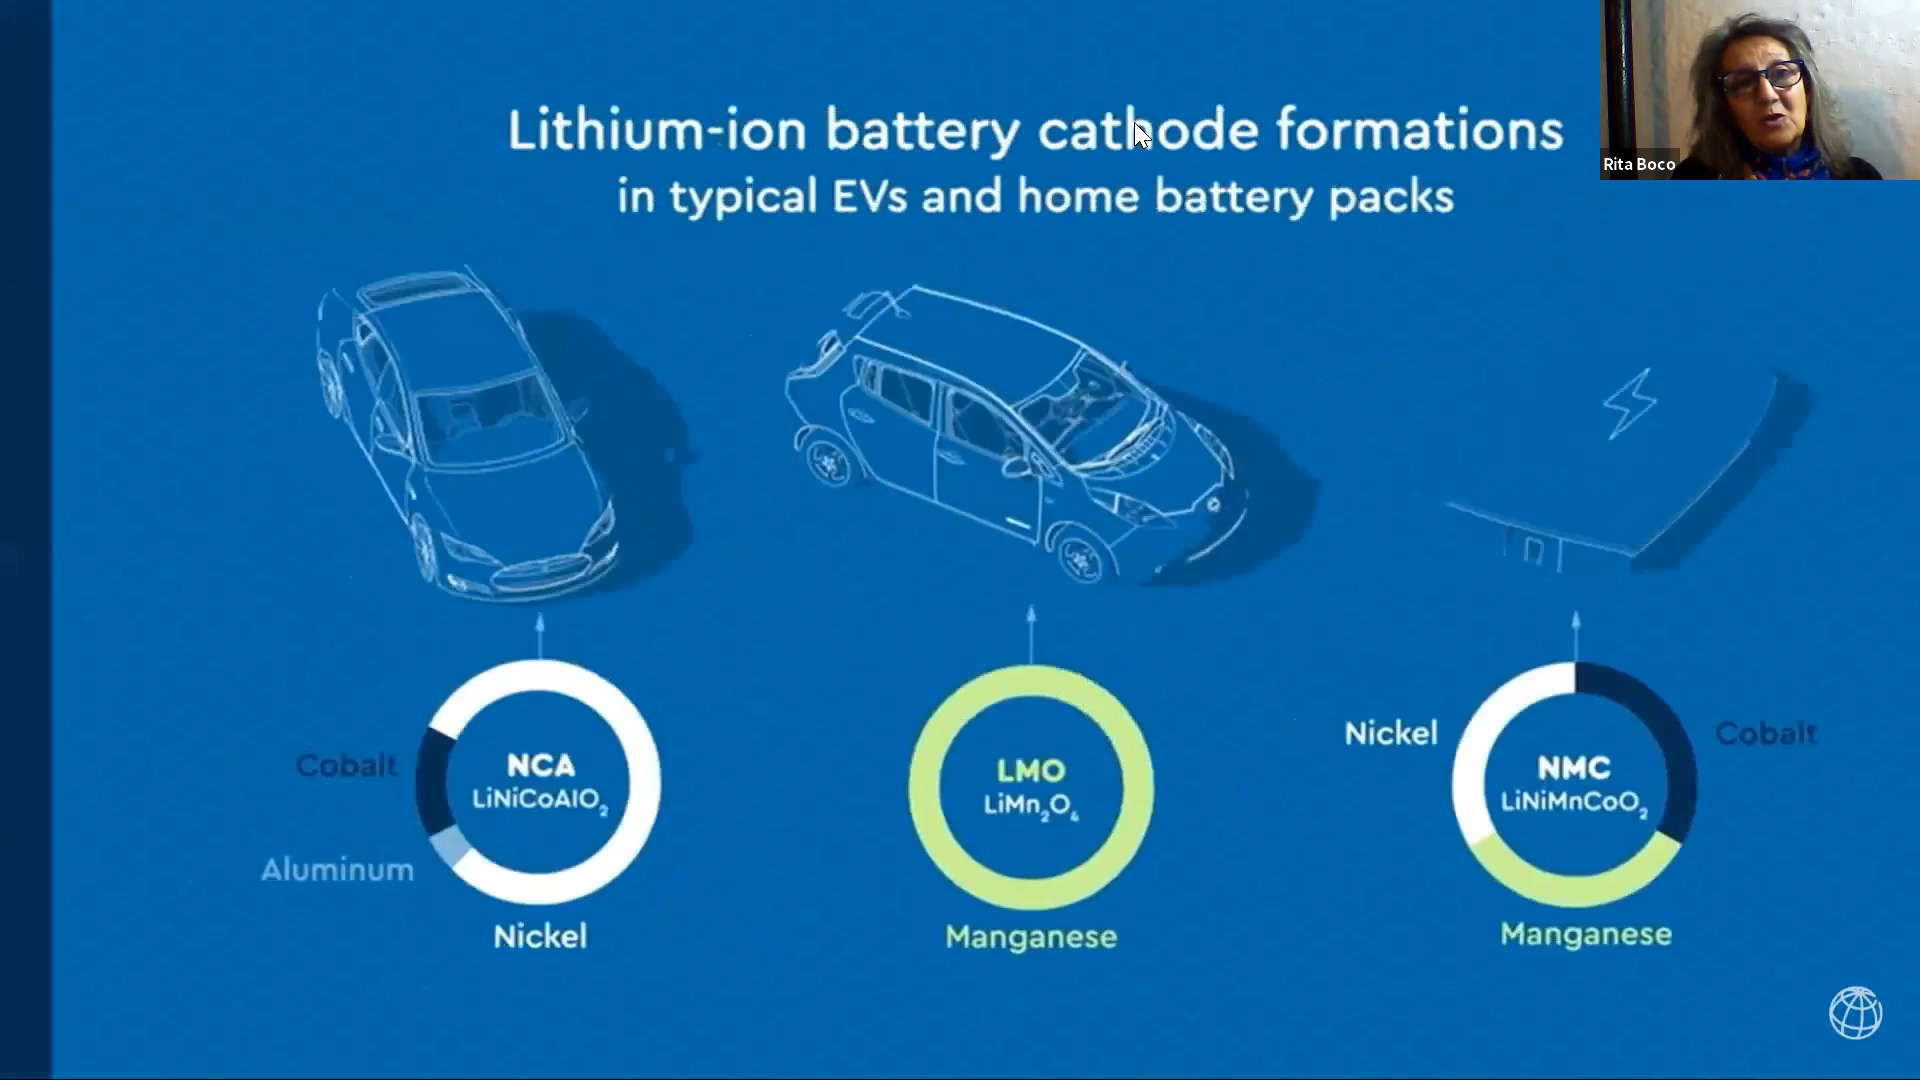 Lithium-ion battery cathode formations
in typical EVs and home battery packs
Rita Boco
Cobalt
NCA
LiNiCoAlO₂
Aluminum
Nickel
LMO
LiMn₂O₄
Manganese
Nickel
NMC
LiNiMnCoO₂
Cobalt
Manganese